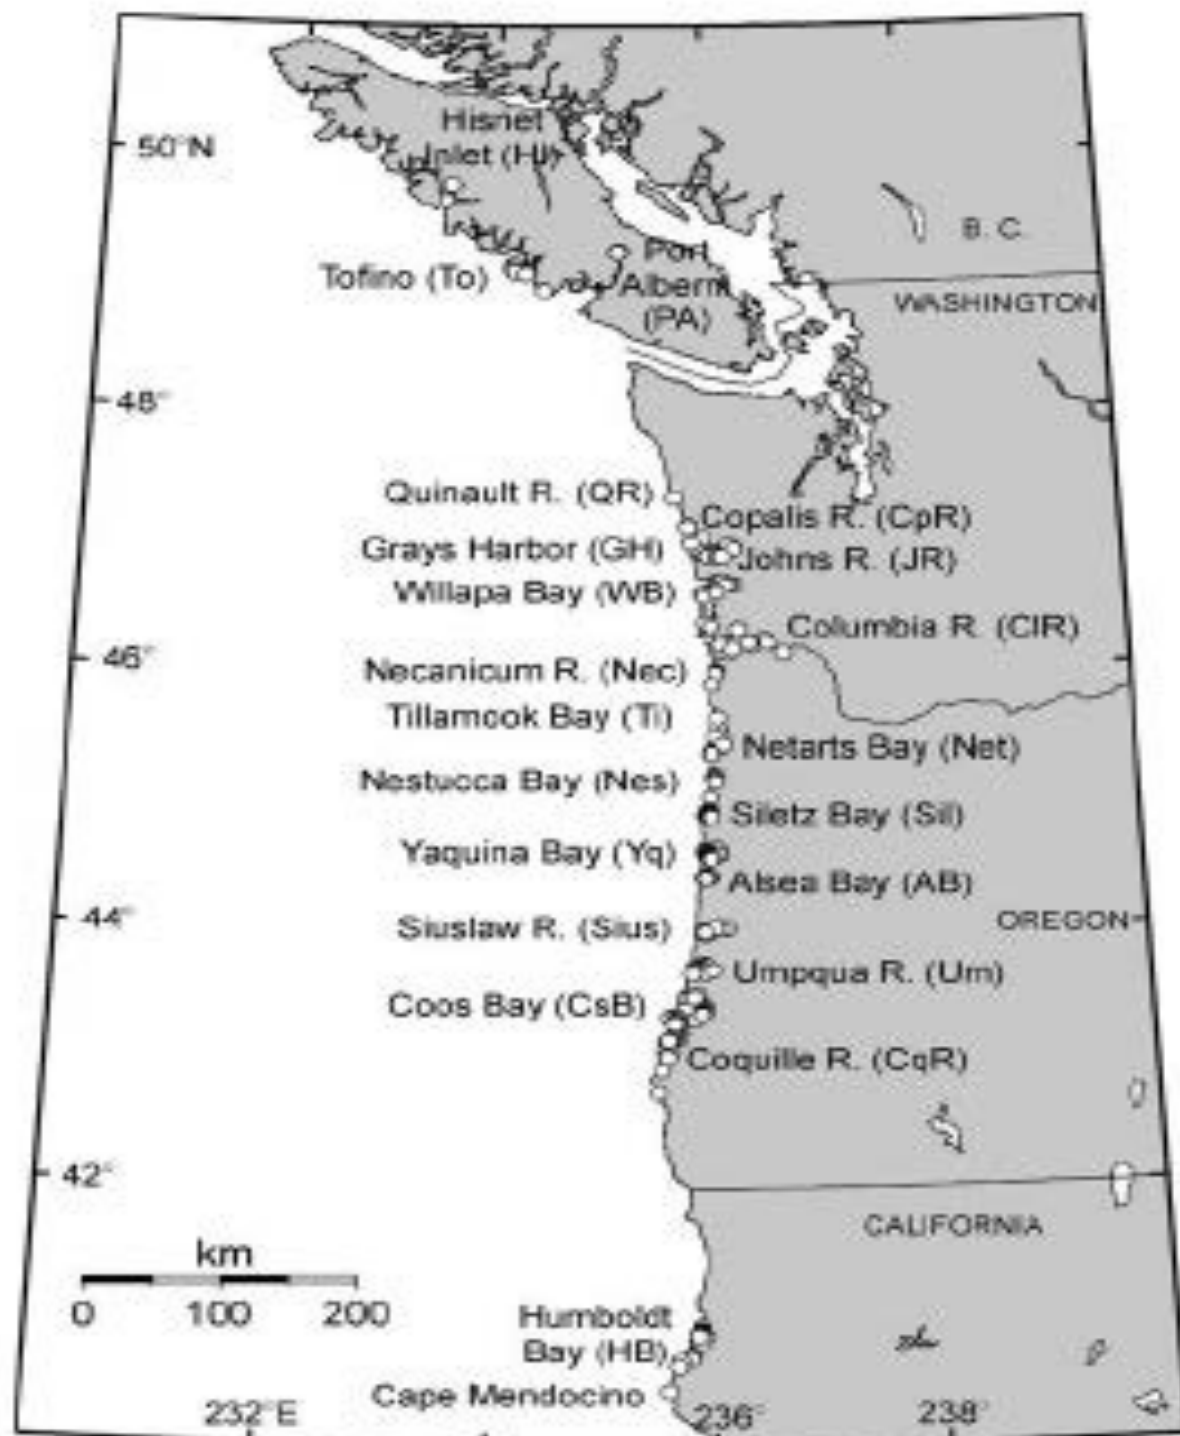 Hisnet
Inlet (HI)
50°N
B. C.
Port
Tofino (To)
Alberni
WASHINGTON
(PA)
48°
Quinault R. (QR)
Copalis R. (CpR)
Grays Harbor (GH)
Johns R. (JR)
Willapa Bay (WB)
Columbia R. (ClR)
46°
Necanicum R. (Nec)
Tillamook Bay (Ti)
Netarts Bay (Net)
Nestucca Bay (Nes)
Siletz Bay (Sil)
Yaquina Bay (Yq)
Alsea Bay (AB)
44°
Siuslaw R. (Sius)
OREGON
Umpqua R. (Um)
Coos Bay (CsB)
Coquille R. (CqR)
42°
CALIFORNIA
km
0 100 200
Humboldt
Bay (HB)
Cape Mendocino
232°E 236° 238°